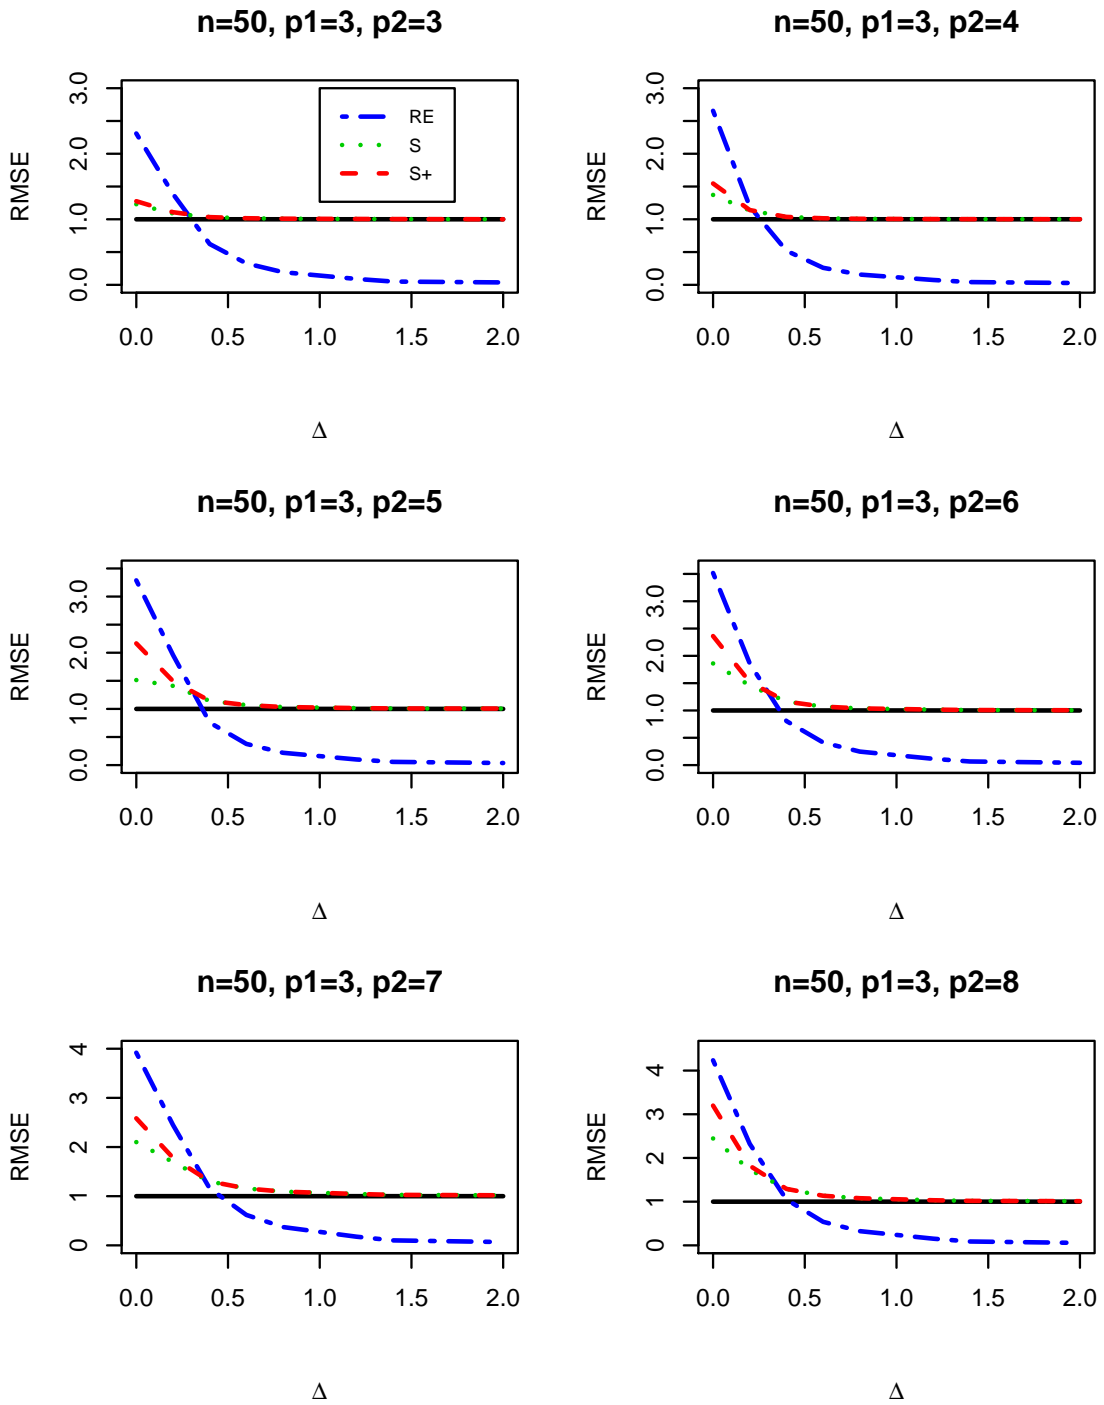 n=50, p1=3, p2=3
RMSE
0.0 1.0 2.0 3.0
RE
S
S+
0.0 0.5 1.0 1.5 2.0
Δ
n=50, p1=3, p2=4
RMSE
0.0 1.0 2.0 3.0
0.0 0.5 1.0 1.5 2.0
Δ
n=50, p1=3, p2=5
RMSE
0.0 1.0 2.0 3.0
0.0 0.5 1.0 1.5 2.0
Δ
n=50, p1=3, p2=6
RMSE
0.0 1.0 2.0 3.0
0.0 0.5 1.0 1.5 2.0
Δ
n=50, p1=3, p2=7
RMSE
0 1 2 3 4
0.0 0.5 1.0 1.5 2.0
Δ
n=50, p1=3, p2=8
RMSE
0 1 2 3 4
0.0 0.5 1.0 1.5 2.0
Δ